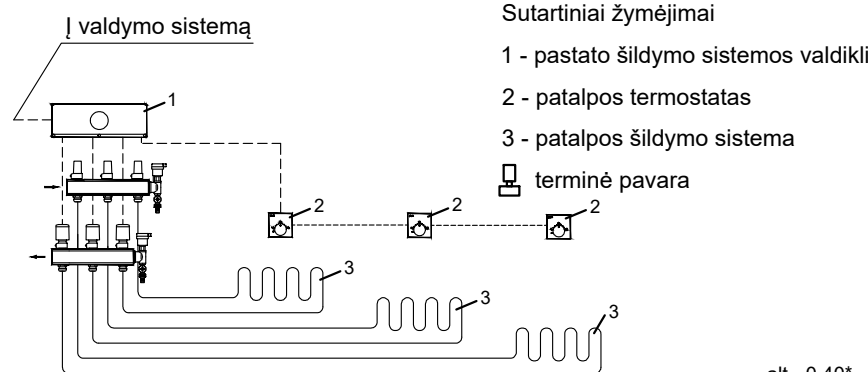 Į valdymo sistemą
Sutartiniai žymėjimai
1 - pastato šildymo sistemos valdikli
2 - patalpos termostatas
3 - patalpos šildymo sistema
terminė pavara
1
2
2
2
3
3
3